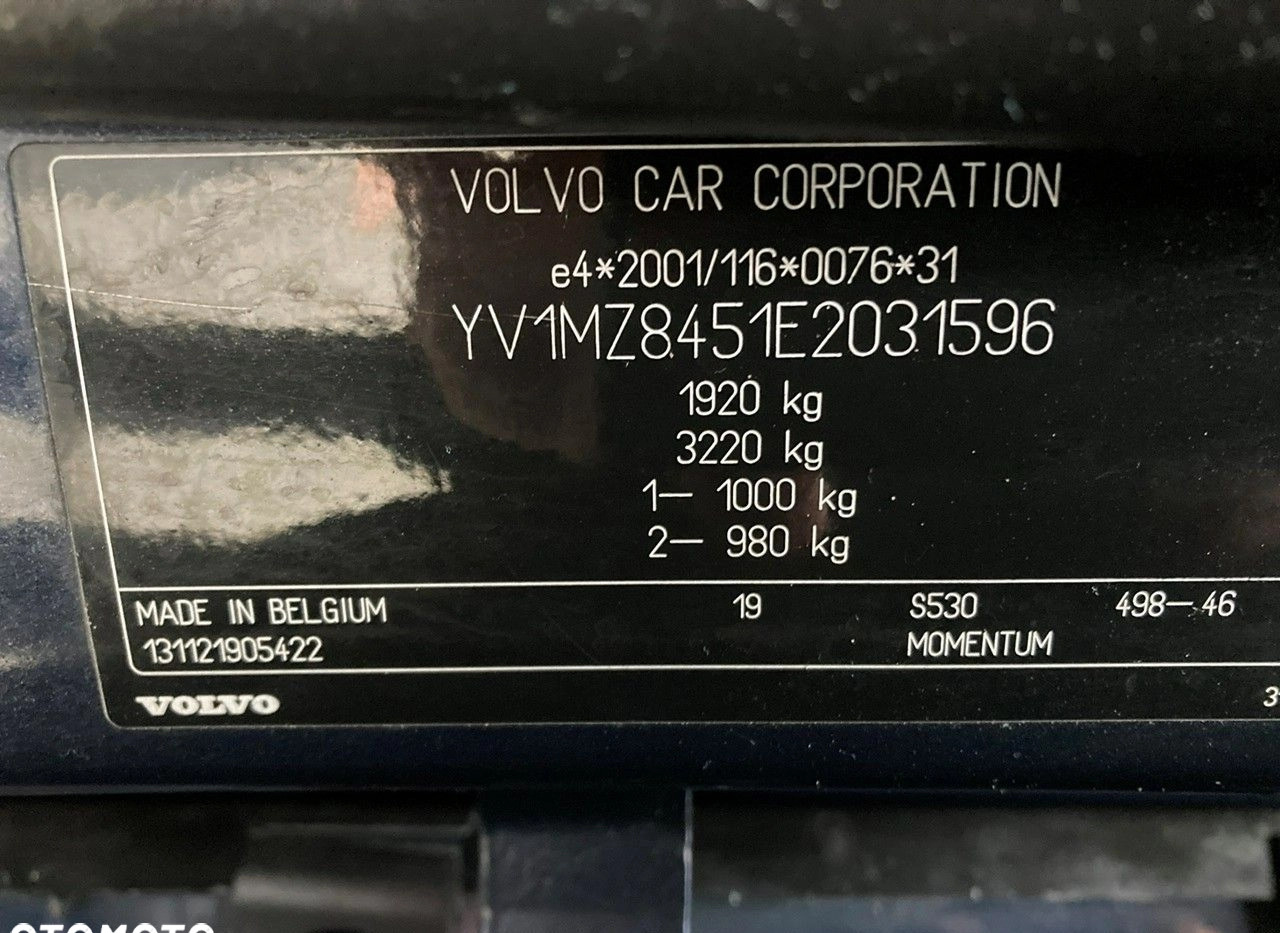 VOLVO CAR CORPORATION
e4*2001/116*0076*31
YV1MZ8451E2031596
1920 kg
3220 kg
1— 1000 kg
2— 980 kg
MADE IN BELGIUM 19 S530 498—46
131121905422 MOMENTUM
VOLVO
OTOMOTO